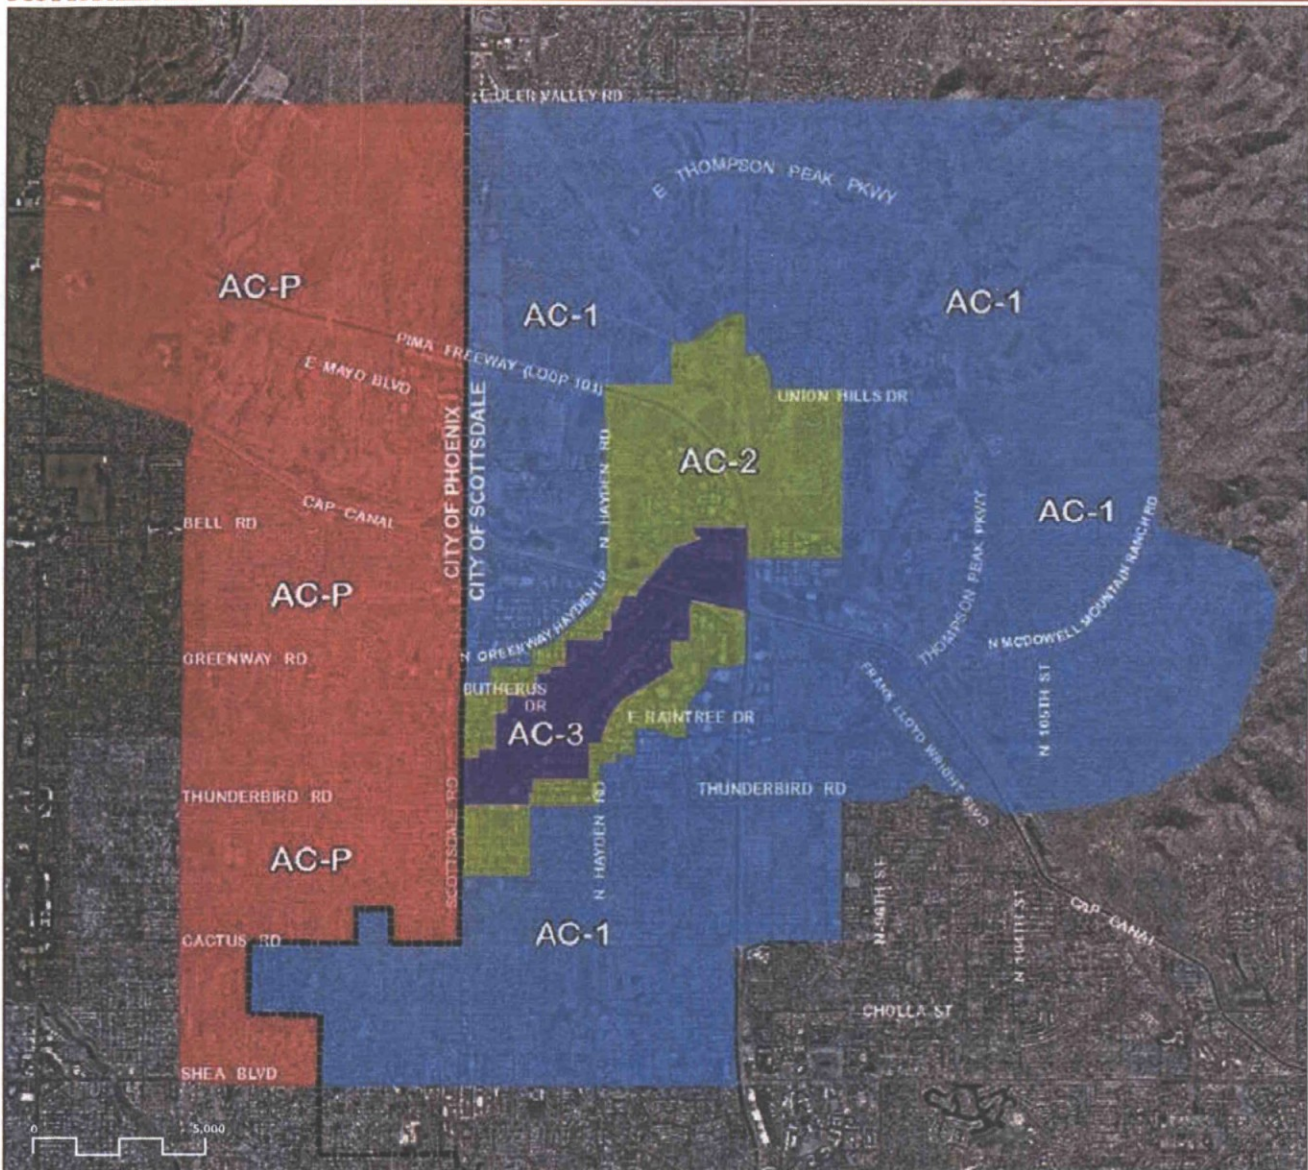 E DEER VALLEY RD
E THOMPSON PEAK PKWY
AC-P
AC-1
AC-1
PIMA FREEWAY (LOOP 101)
E MAYO BLVD
UNION HILLS DR
CITY OF PHOENIX
CITY OF SCOTTSDALE
N HAYDEN RD
AC-2
CAP CANAL
BELL RD
AC-1
THOMPSON PEAK PKWY
N MCDOWELL MOUNTAIN RANCH RD
AC-P
N GREENWAY HAYDEN LP
GREENWAY RD
BUTHERUS
DR
AC-3
E RAINTREE DR
FRANK LLOYD WRIGHT BLVD
N 105TH ST
THUNDERBIRD RD
THUNDERBIRD RD
SCOTTSDALE RD
N HAYDEN RD
AC-P
AC-1
CACTUS RD
N 96TH ST
N 104TH ST
CAP CANAL
CHOLLA ST
SHEA BLVD
0 5,000